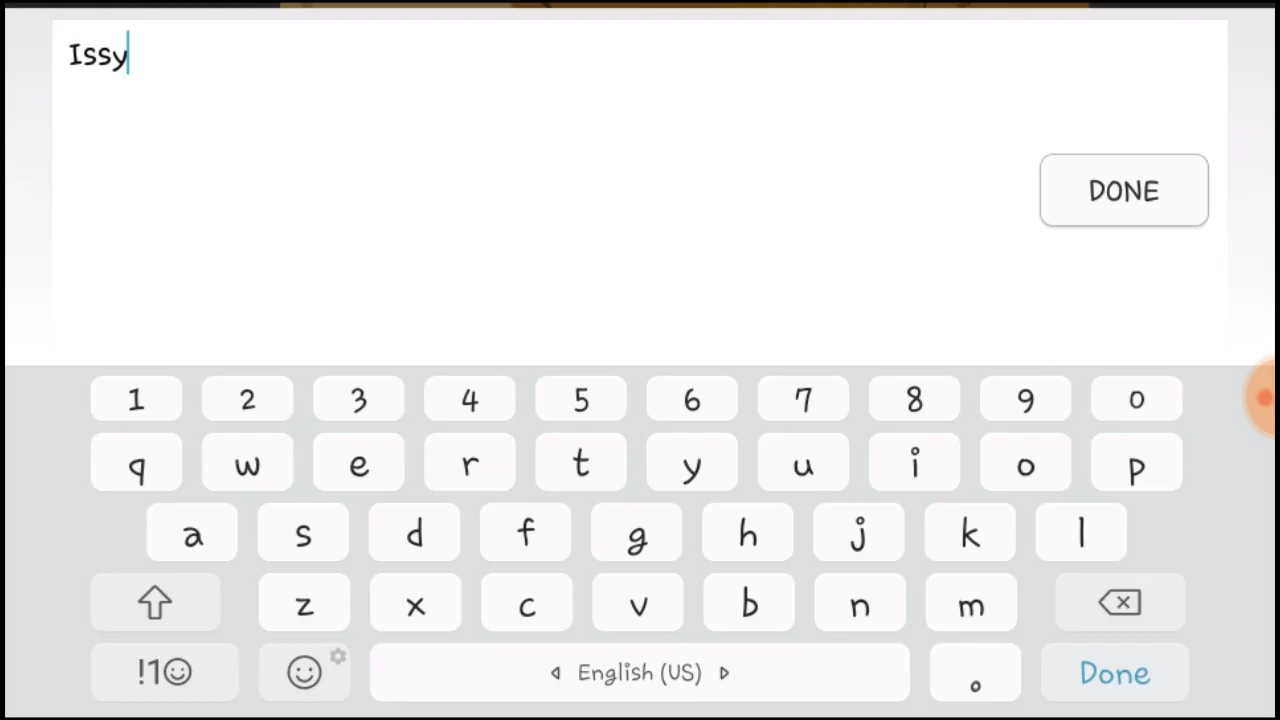 Issy
DONE
1 2 3 4 5 6 7 8 9 0
q w e r t y u i o p
a s d f g h j k l
z x c v b n m
!1☺ English (US) . Done